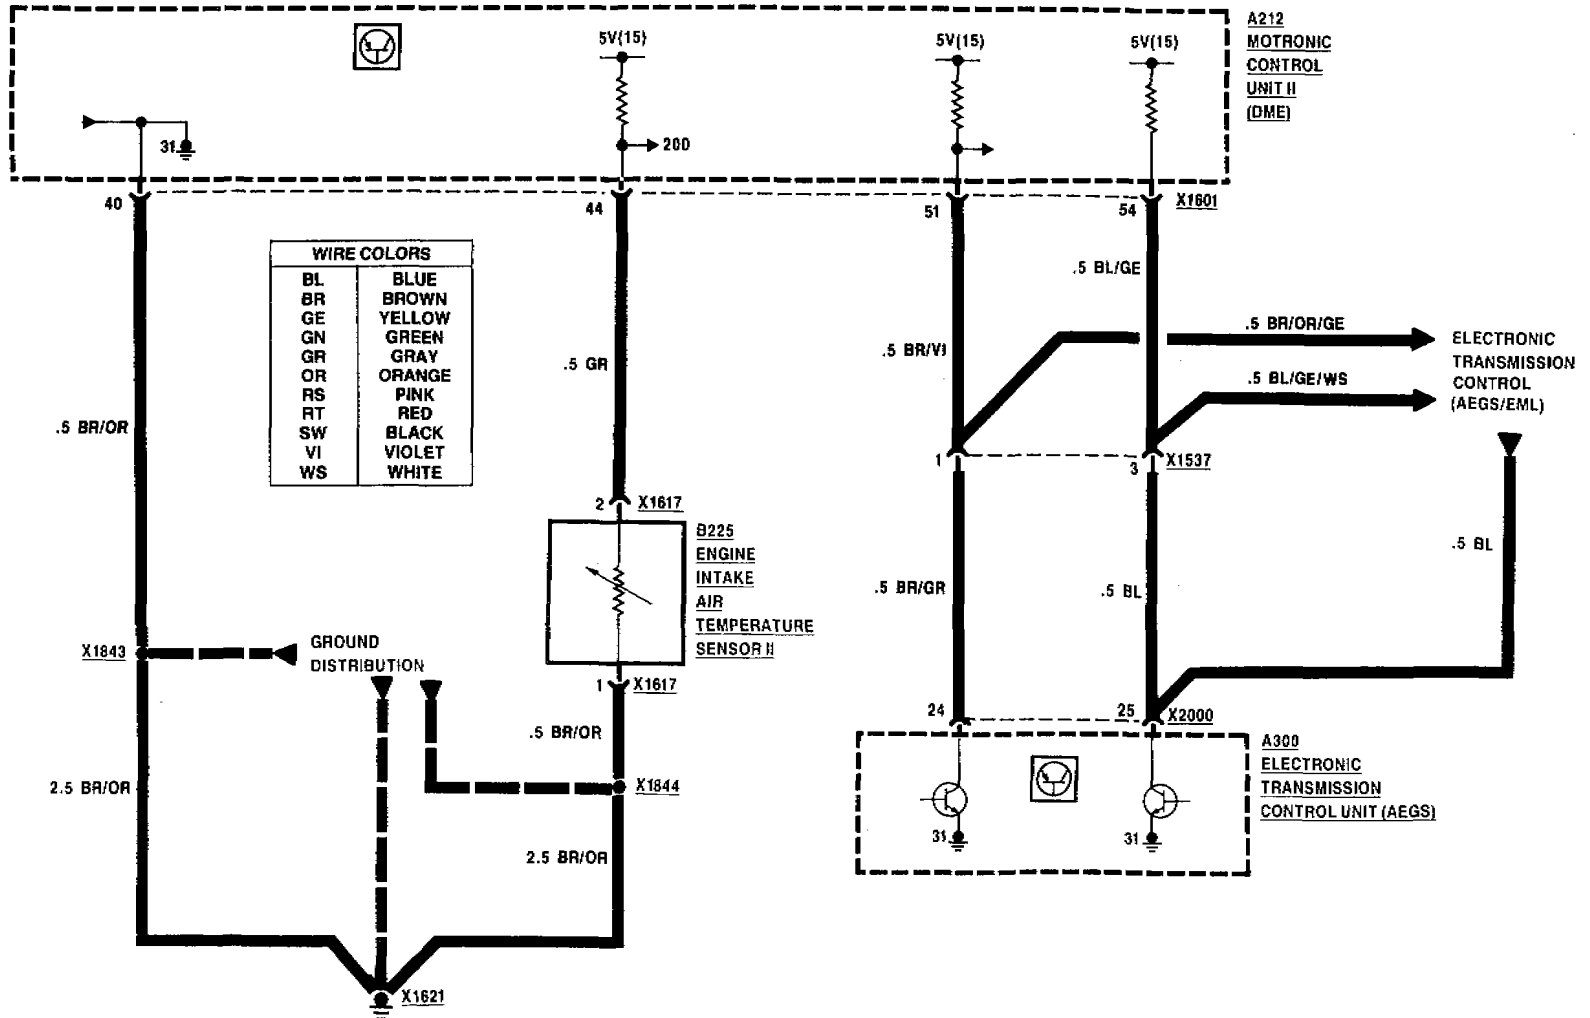 5V(15)
5V(15)
5V(15)
A212
MOTRONIC
CONTROL
UNIT II
(DME)
31
200
40
44
51
54
X1601
WIRE COLORS
BL BLUE
BR BROWN
GE YELLOW
GN GREEN
GR GRAY
OR ORANGE
RS PINK
RT RED
SW BLACK
VI VIOLET
WS WHITE
.5 BL/GE
.5 BR/OR/GE
.5 BR/VI
.5 GR
.5 BL/GE/WS
ELECTRONIC
TRANSMISSION
CONTROL
(AEGS/EML)
.5 BR/OR
1
3
X1537
2
X1617
B225
ENGINE
INTAKE
AIR
TEMPERATURE
SENSOR II
.5 BL
.5 BR/GR
.5 BL
X1843
GROUND
DISTRIBUTION
1
X1617
24
25
X2000
.5 BR/OR
2.5 BR/OR
X1844
A300
ELECTRONIC
TRANSMISSION
CONTROL UNIT (AEGS)
31
31
2.5 BR/OR
X1621